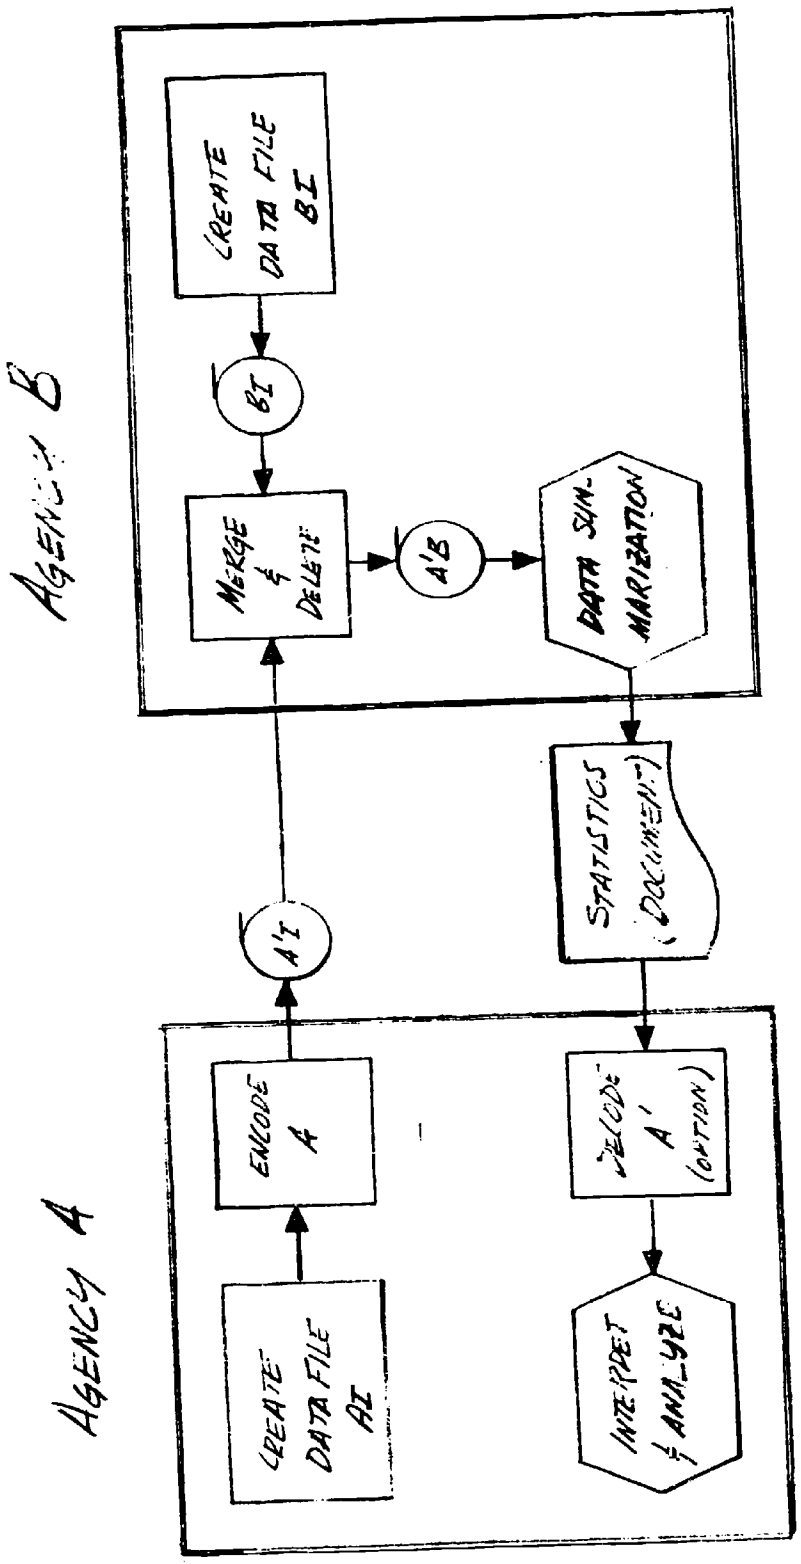 AGENCY A
CREATE
DATA FILE
AI
ENCODE
A
A'I
AGENCY B
MERGE
&
DELETE
BI
CREATE
DATA FILE
BI
A'B
DATA SUM-
MARIZATION
STATISTICS
(DOCUMENT)
DECODE
A'
(OPTION)
INTERPRET
& ANALYZE